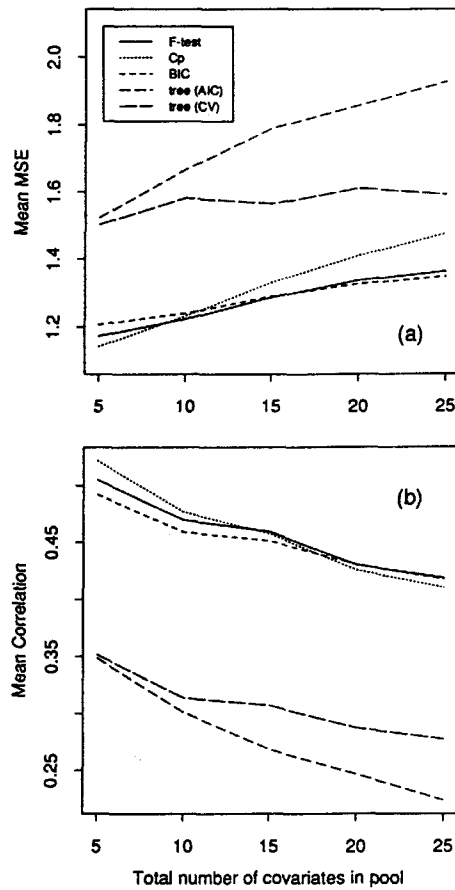 F-test
Cp
BIC
tree (AIC)
tree (CV)
2.0
1.8
1.6
1.4
1.2
Mean MSE
(a)
5 10 15 20 25
(b)
0.45
0.35
0.25
Mean Correlation
5 10 15 20 25
Total number of covariates in pool